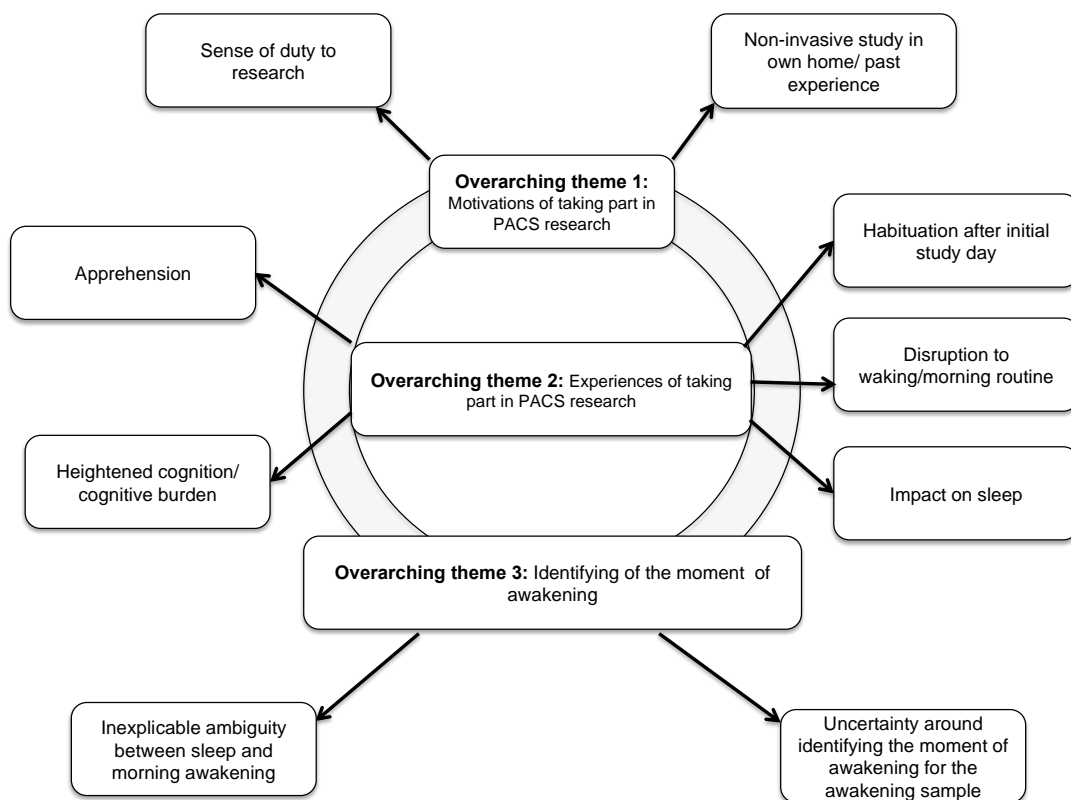 Sense of duty to
research
Non-invasive study in
own home/ past
experience
Overarching theme 1:
Motivations of taking part in
PACS research
Apprehension
Habituation after initial
study day
Overarching theme 2: Experiences of taking
part in PACS research
Disruption to
waking/morning routine
Heightened cognition/
cognitive burden
Impact on sleep
Overarching theme 3: Identifying of the moment of
awakening
Inexplicable ambiguity
between sleep and
morning awakening
Uncertainty around
identifying the moment of
awakening for the
awakening sample